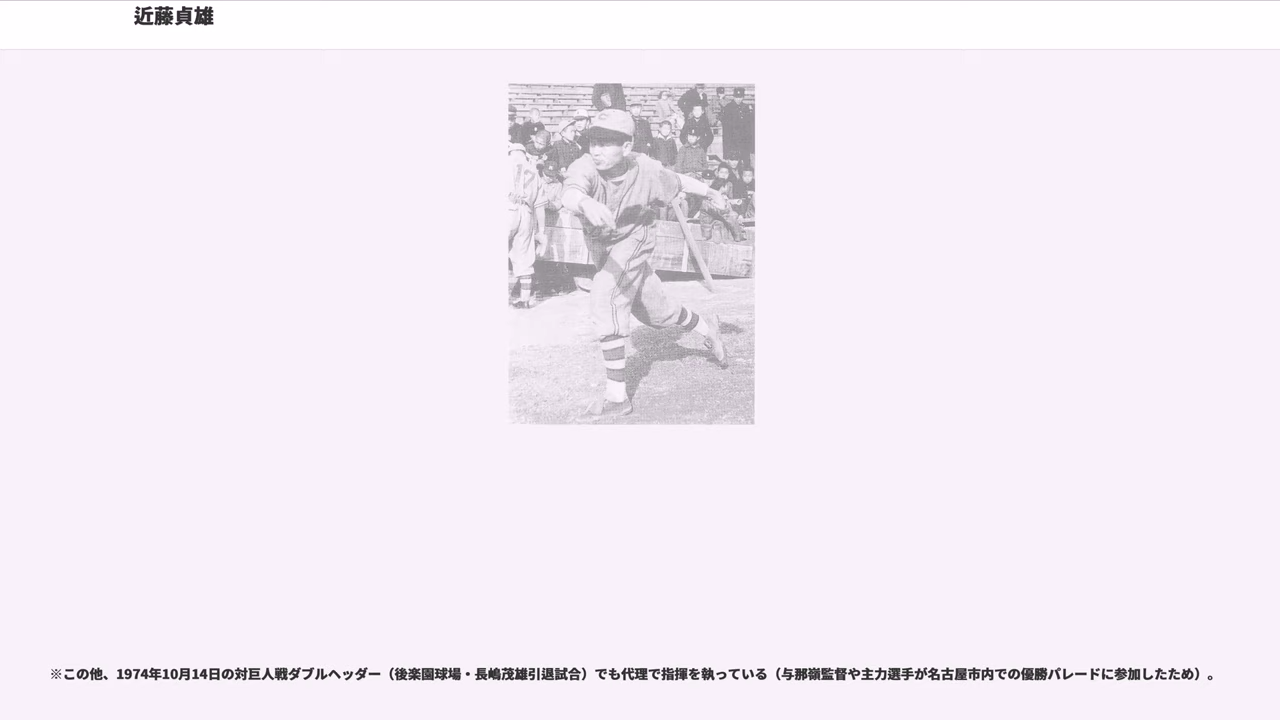 近藤貞雄
※この他、1974年10月14日の対巨人戦ダブルヘッダー（後楽園球場・長嶋茂雄引退試合）でも代理で指揮を執っている（与那嶺監督や主力選手が名古屋市内での優勝パレードに参加したため）。